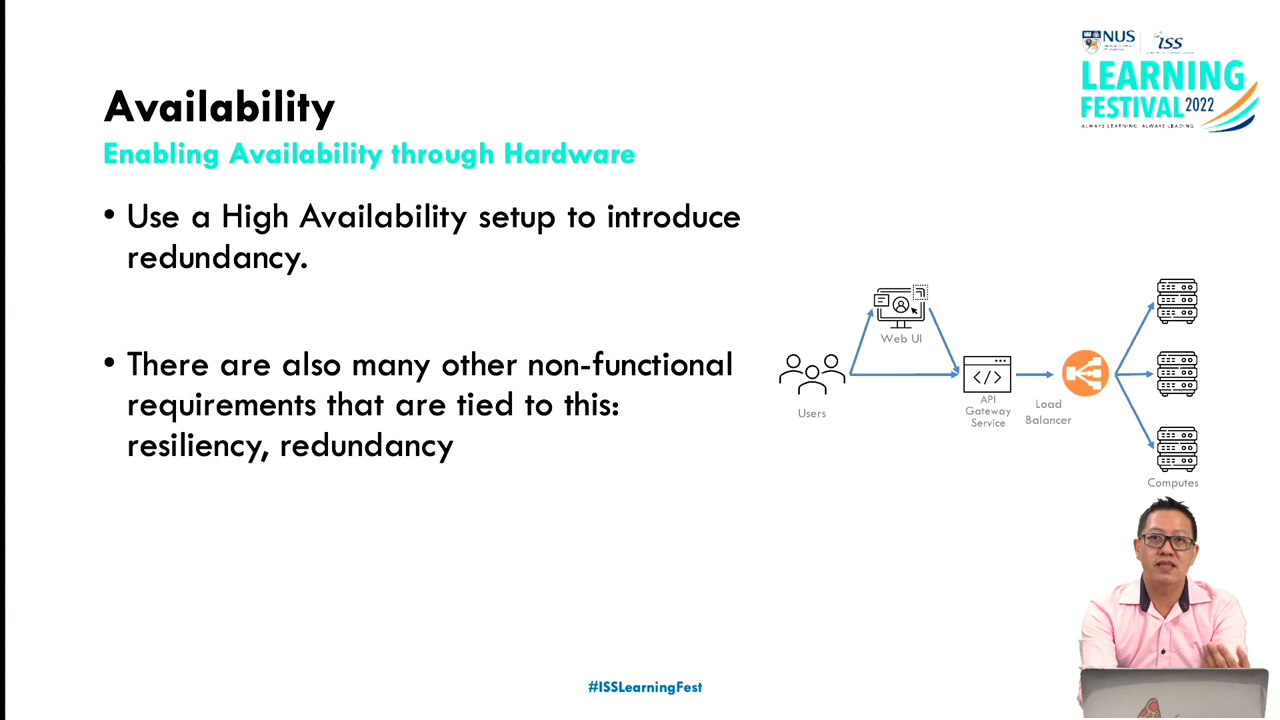 NUS
iss
LEARNING
FESTIVAL 2022
ALWAYS LEARNING, ALWAYS LEADING
Availability
Enabling Availability through Hardware
• Use a High Availability setup to introduce
redundancy.
• There are also many other non-functional
requirements that are tied to this:
resiliency, redundancy
Web UI
Users
</>
API
Gateway
Service
Load
Balancer
Computes
#ISSLearningFest